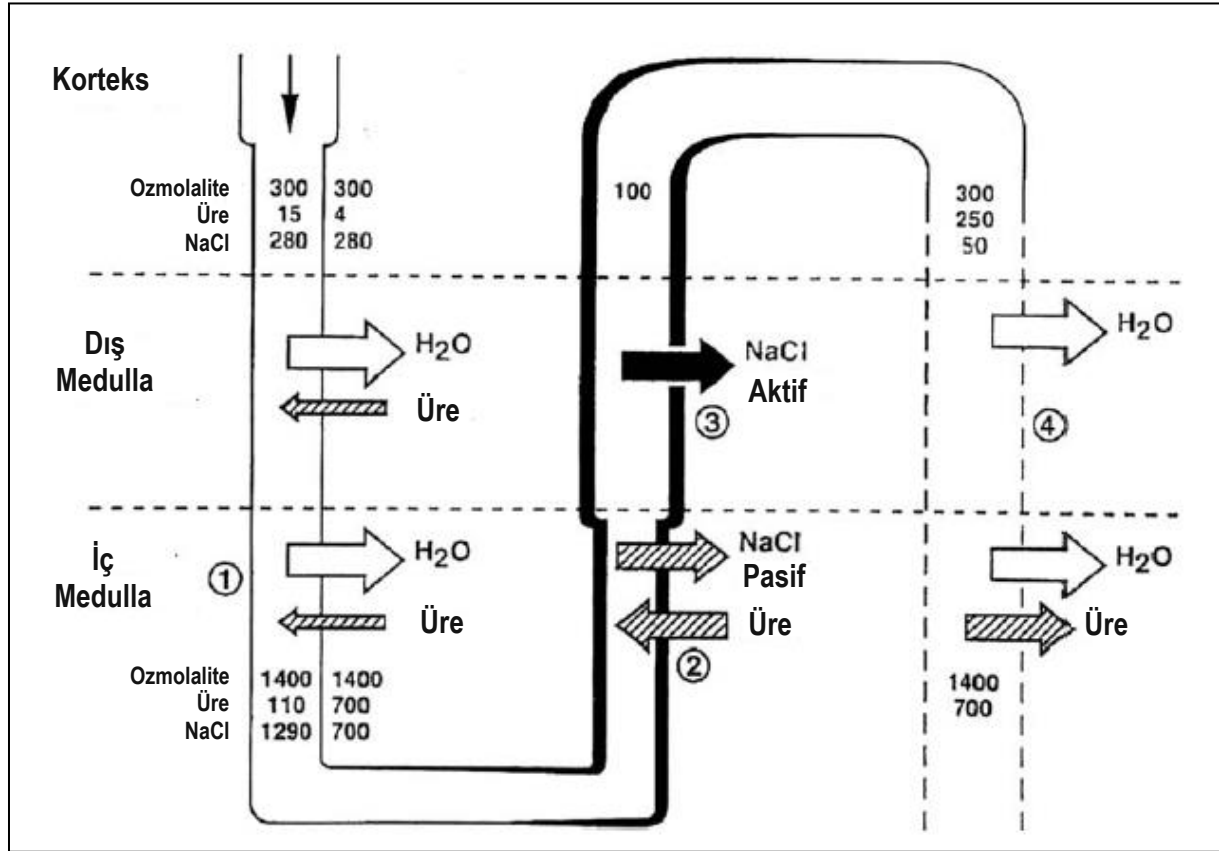 Korteks
Ozmolalite 300 300
Üre 15 4
NaCl 280 280
100
300
250
50
Dış
Medulla
H₂O
Üre
NaCl
Aktif
③
H₂O
④
İç
Medulla
①
H₂O
Üre
NaCl
Pasif
Üre
②
H₂O
Üre
Ozmolalite 1400 1400
Üre 110 700
NaCl 1290 700
1400
700